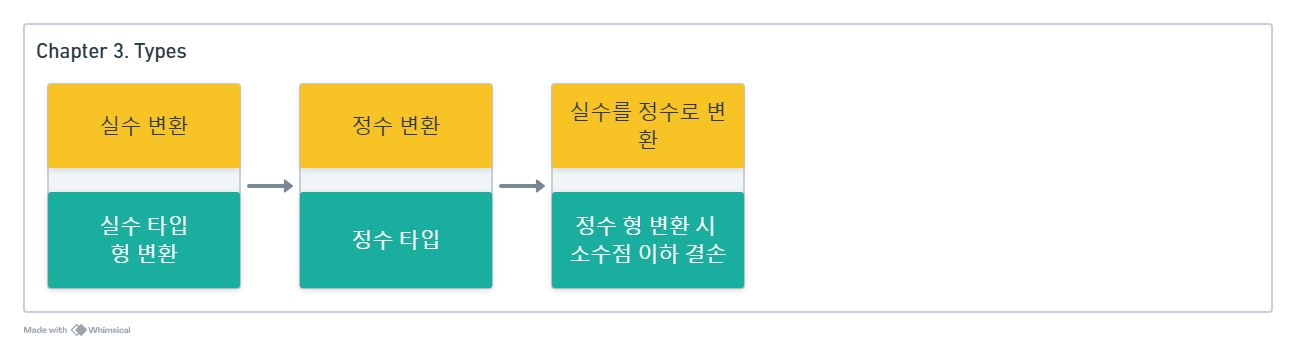 Chapter 3. Types
실수 변환
실수 타입
형 변환
정수 변환
정수 타입
실수를 정수로 변
환
정수 형 변환 시
소수점 이하 결손
Made with Whimsical